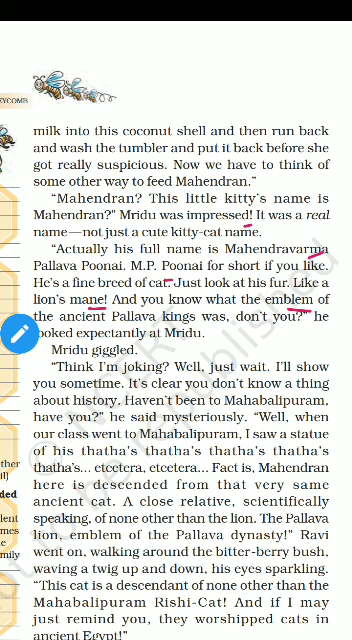 EYCOMB
milk into this coconut shell and then run back
and wash the tumbler and put it back before she
got really suspicious. Now we have to think of
some other way to feed Mahendran."
"Mahendran? This little kitty's name is
Mahendran?" Mridu was impressed! It was a real
name—not just a cute kitty-cat name.
"Actually his full name is Mahendravarma
Pallava Poonai. M.P. Poonai for short if you like.
He's a fine breed of cat. Just look at his fur. Like a
lion's mane! And you know what the emblem of
the ancient Pallava kings was, don't you?" he
looked expectantly at Mridu.
Mridu giggled.
"Think I'm joking? Well, just wait. I'll show
you sometime. It's clear you don't know a thing
about history. Haven't been to Mahabalipuram,
have you?" he said mysteriously. "Well, when
our class went to Mahabalipuram, I saw a statue
of his thatha's thatha's thatha's thatha's
thatha's... etcetera, etcetera... Fact is, Mahendran
here is descended from that very same
ancient cat. A close relative, scientifically
speaking, of none other than the lion. The Pallava
lion, emblem of the Pallava dynasty!" Ravi
went on, walking around the bitter-berry bush,
waving a twig up and down, his eyes sparkling.
"This cat is a descendant of none other than the
Mahabalipuram Rishi-Cat! And if I may
just remind you, they worshipped cats in
ancient Egypt!"